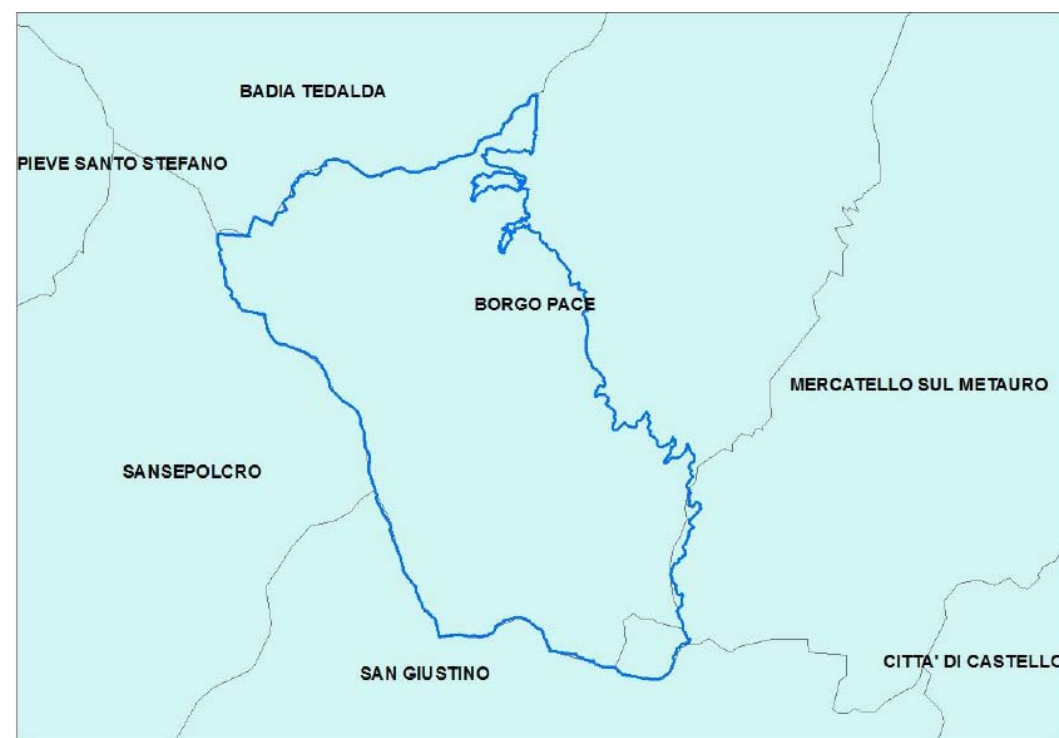 BADIA TEDALDA
PIEVE SANTO STEFANO
BORGO PACE
MERCATELLO SUL METAURO
SANSEPOLCRO
CITTA' DI CASTELLO
SAN GIUSTINO